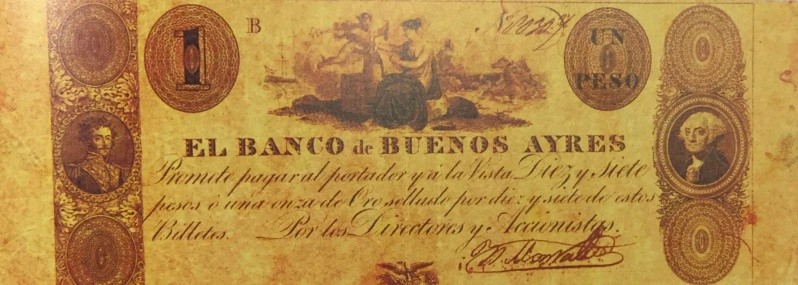 1
B
UN
PESO
EL BANCO de BUENOS AYRES
Promete pagar al portador y á la Vista Diez y Siete
pesos ó una onza de Oro sellado por diez y siete de estos
Billetes. Por los Directores y Accionistas.